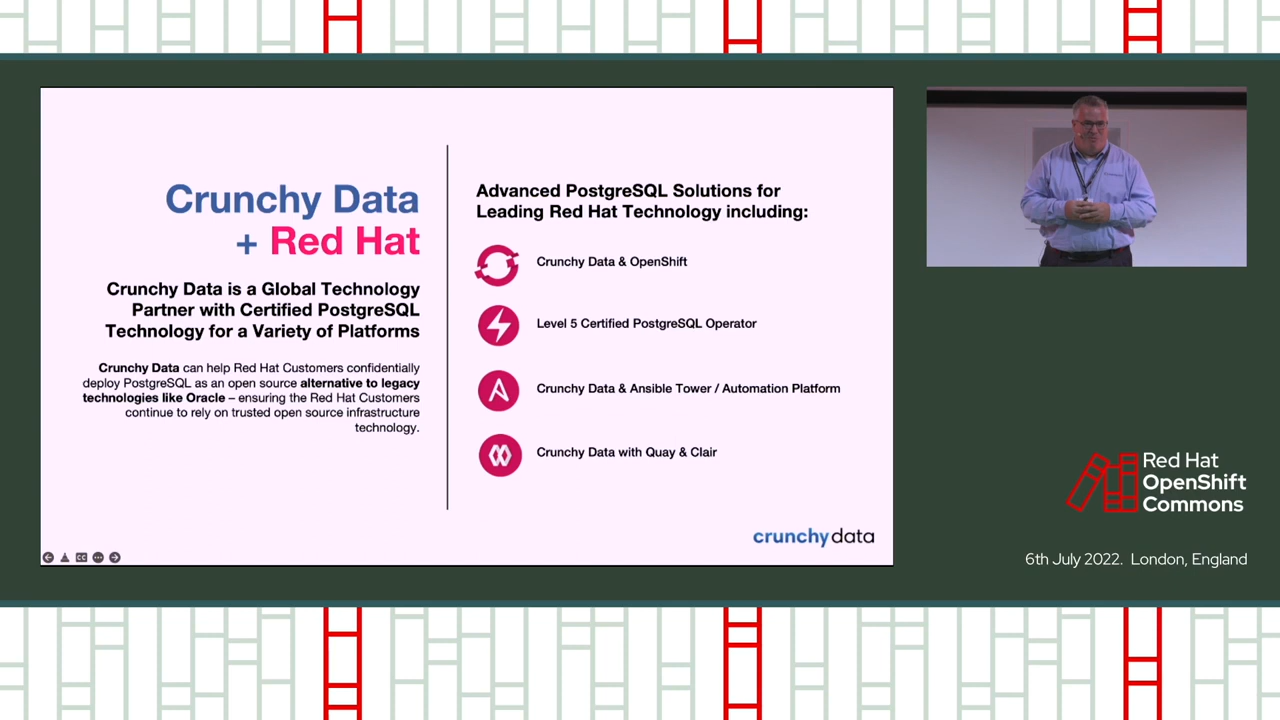 Crunchy Data
+ Red Hat
Crunchy Data is a Global Technology
Partner with Certified PostgreSQL
Technology for a Variety of Platforms
Crunchy Data can help Red Hat Customers confidentially
deploy PostgreSQL as an open source alternative to legacy
technologies like Oracle – ensuring the Red Hat Customers
continue to rely on trusted open source infrastructure
technology.
Advanced PostgreSQL Solutions for
Leading Red Hat Technology including:
Crunchy Data & OpenShift
Level 5 Certified PostgreSQL Operator
Crunchy Data & Ansible Tower / Automation Platform
Crunchy Data with Quay & Clair
crunchydata
Red Hat
OpenShift
Commons
6th July 2022. London, England